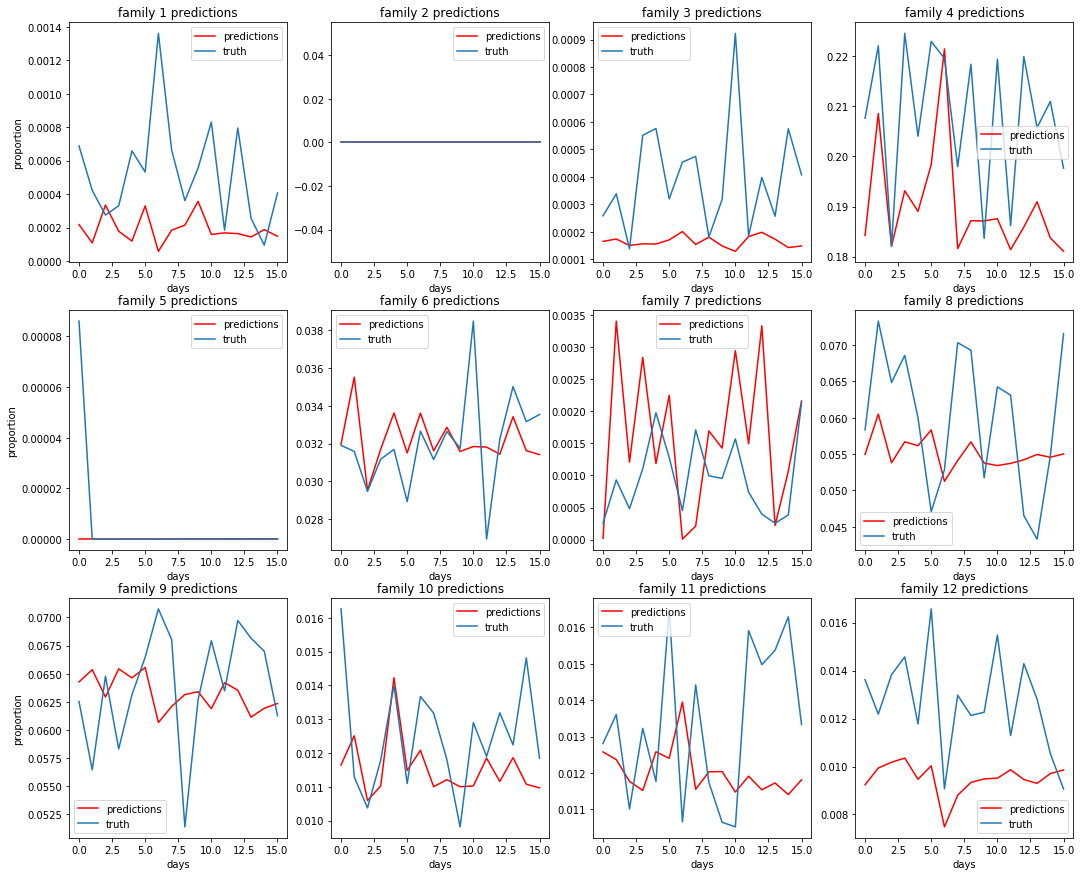 family 1 predictions
0.0014
0.0012
0.0010
0.0008
0.0006
0.0004
0.0002
0.0000
proportion
predictions
truth
0.0 2.5 5.0 7.5 10.0 12.5 15.0
days
family 2 predictions
0.04
0.02
0.00
−0.02
−0.04
predictions
truth
0.0 2.5 5.0 7.5 10.0 12.5 15.0
days
family 3 predictions
0.0009
0.0008
0.0007
0.0006
0.0005
0.0004
0.0003
0.0002
0.0001
predictions
truth
0.0 2.5 5.0 7.5 10.0 12.5 15.0
days
family 4 predictions
0.22
0.21
0.20
0.19
0.18
predictions
truth
0.0 2.5 5.0 7.5 10.0 12.5 15.0
days
family 5 predictions
0.00008
0.00006
0.00004
0.00002
0.00000
proportion
predictions
truth
0.0 2.5 5.0 7.5 10.0 12.5 15.0
days
family 6 predictions
0.038
0.036
0.034
0.032
0.030
0.028
predictions
truth
0.0 2.5 5.0 7.5 10.0 12.5 15.0
days
family 7 predictions
0.0035
0.0030
0.0025
0.0020
0.0015
0.0010
0.0005
0.0000
predictions
truth
0.0 2.5 5.0 7.5 10.0 12.5 15.0
days
family 8 predictions
0.070
0.065
0.060
0.055
0.050
0.045
predictions
truth
0.0 2.5 5.0 7.5 10.0 12.5 15.0
days
family 9 predictions
0.0700
0.0675
0.0650
0.0625
0.0600
0.0575
0.0550
0.0525
proportion
predictions
truth
0.0 2.5 5.0 7.5 10.0 12.5 15.0
days
family 10 predictions
0.016
0.015
0.014
0.013
0.012
0.011
0.010
predictions
truth
0.0 2.5 5.0 7.5 10.0 12.5 15.0
days
family 11 predictions
0.016
0.015
0.014
0.013
0.012
0.011
predictions
truth
0.0 2.5 5.0 7.5 10.0 12.5 15.0
days
family 12 predictions
0.016
0.014
0.012
0.010
0.008
predictions
truth
0.0 2.5 5.0 7.5 10.0 12.5 15.0
days